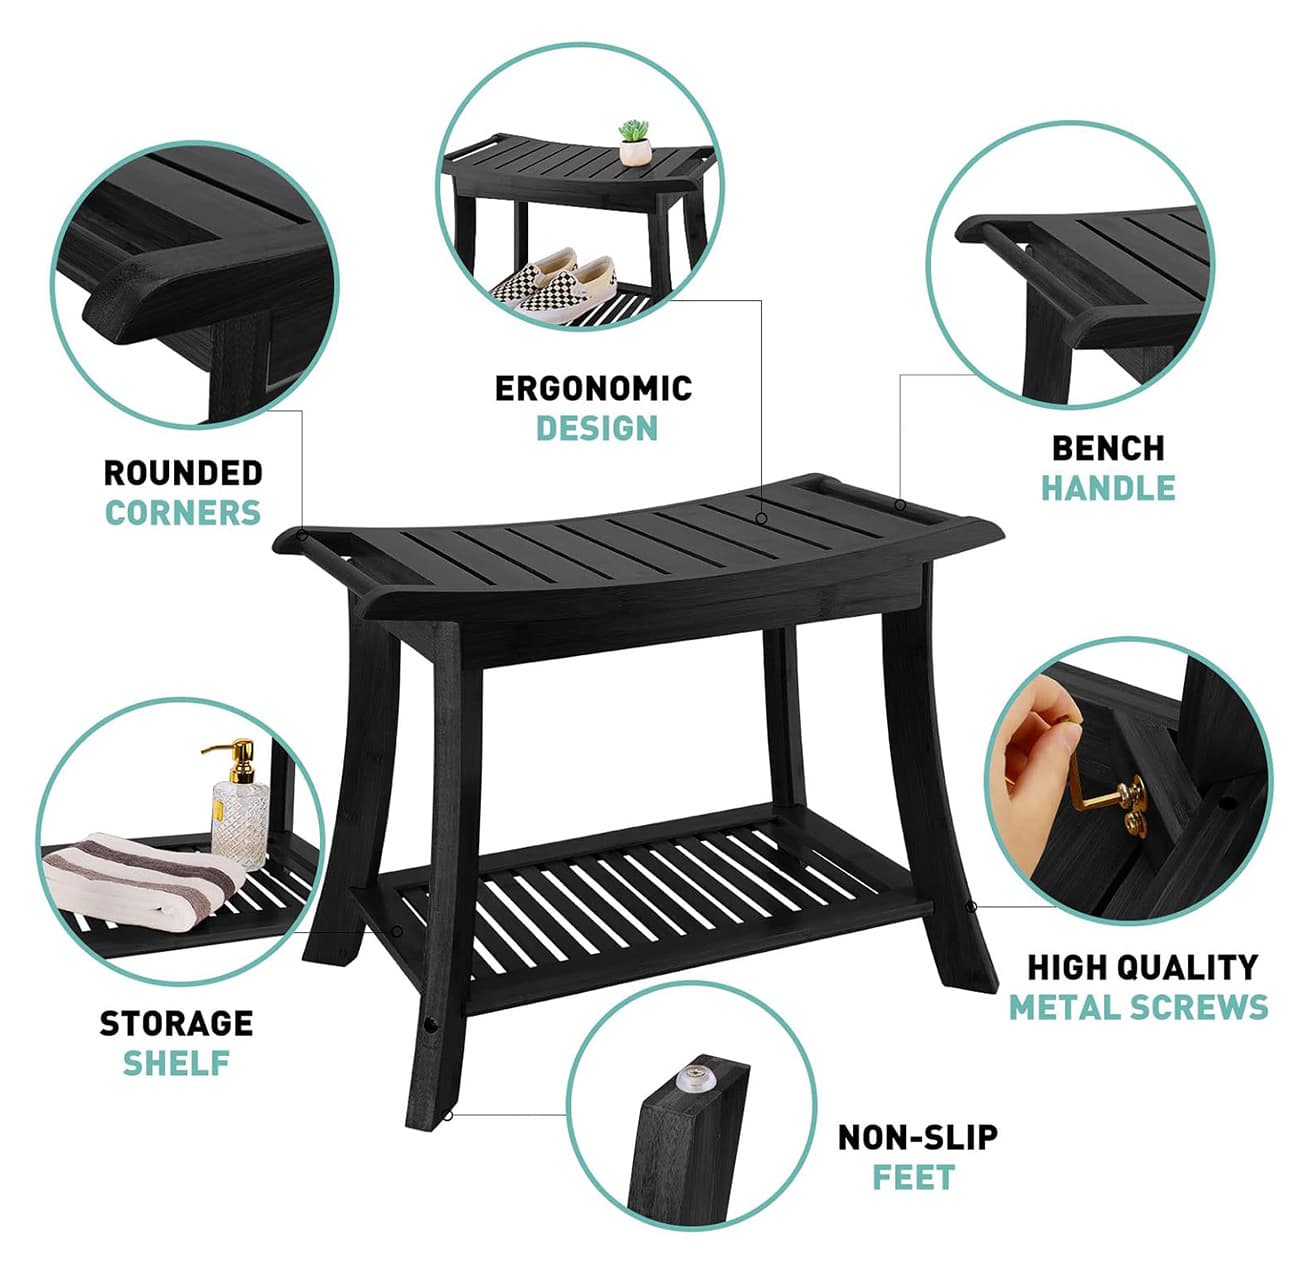 ERGONOMIC
DESIGN
BENCH
HANDLE
ROUNDED
CORNERS
HIGH QUALITY
METAL SCREWS
STORAGE
SHELF
NON-SLIP
FEET